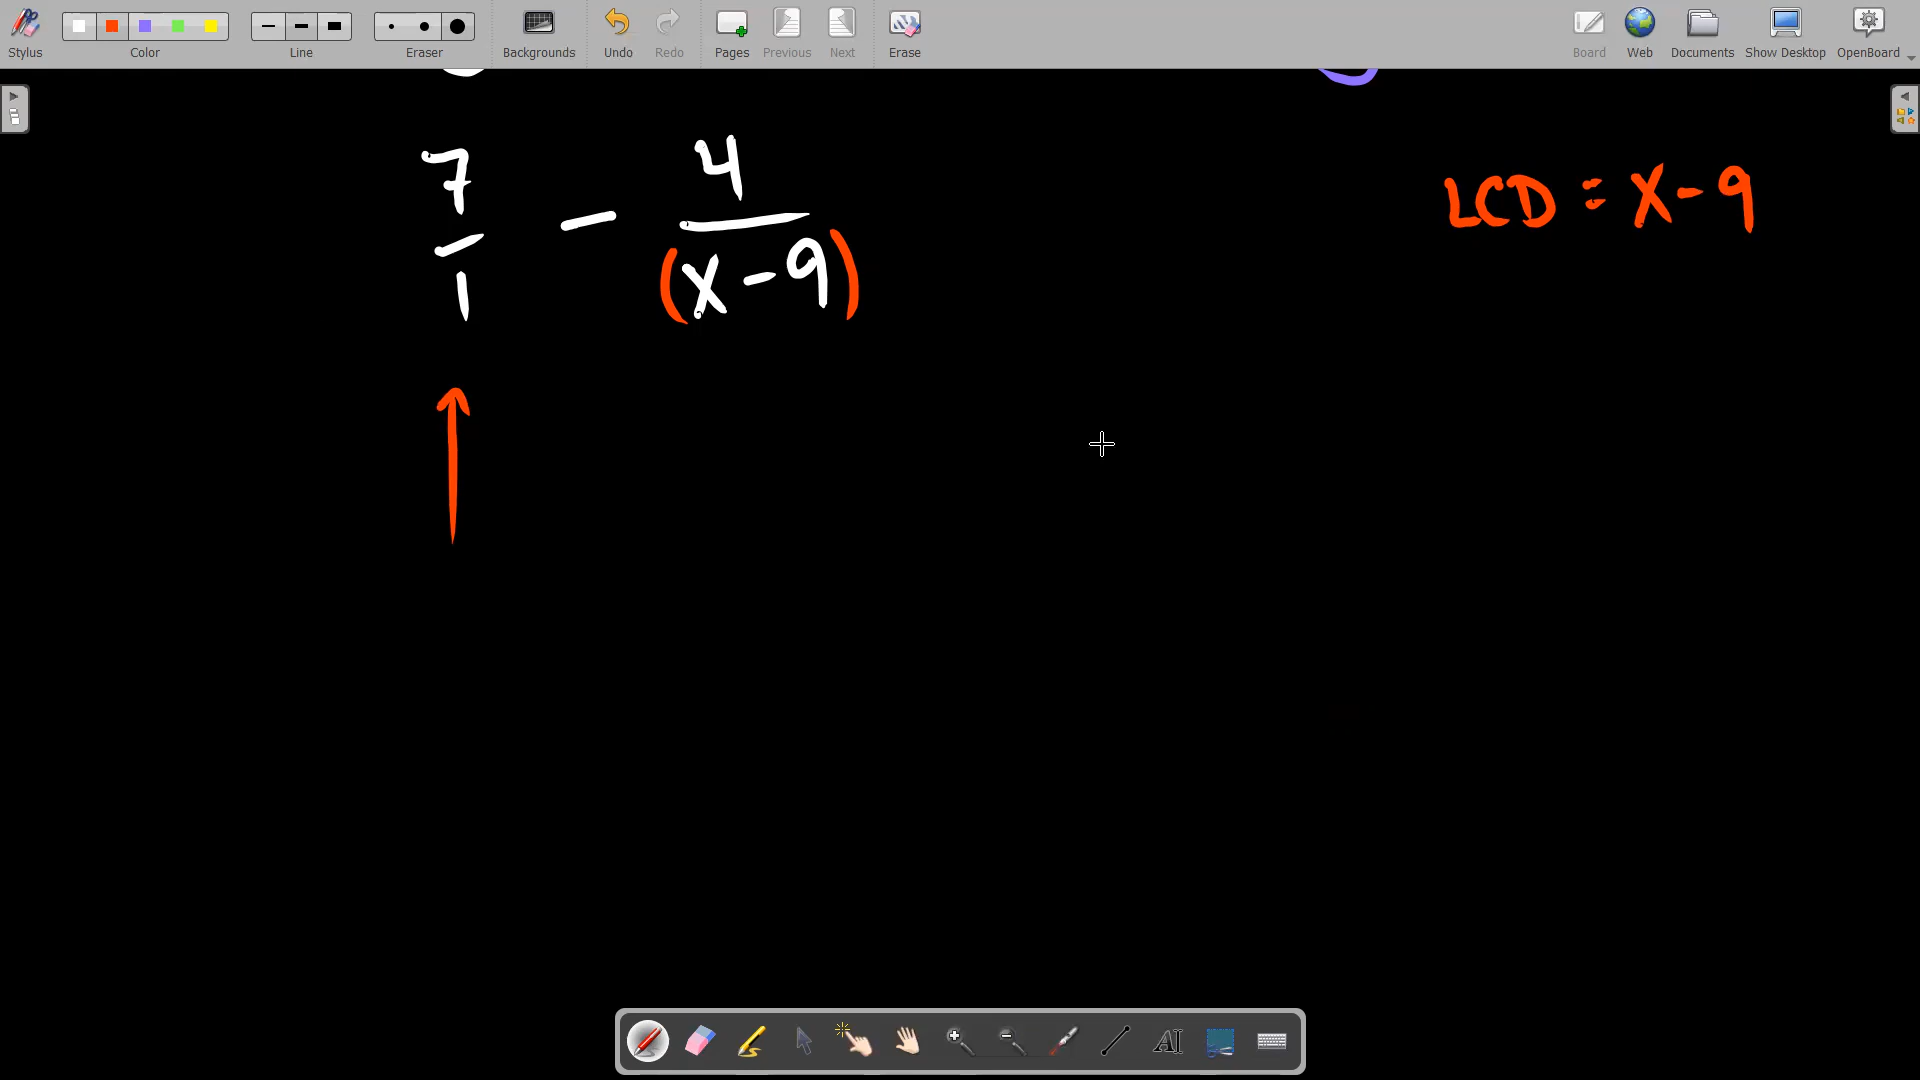 Stylus Color Line Eraser Backgrounds Undo Redo Pages Previous Next Erase Board Web Documents Show Desktop OpenBoard
7/1 - 4/(x-9)
LCD = x-9
AI